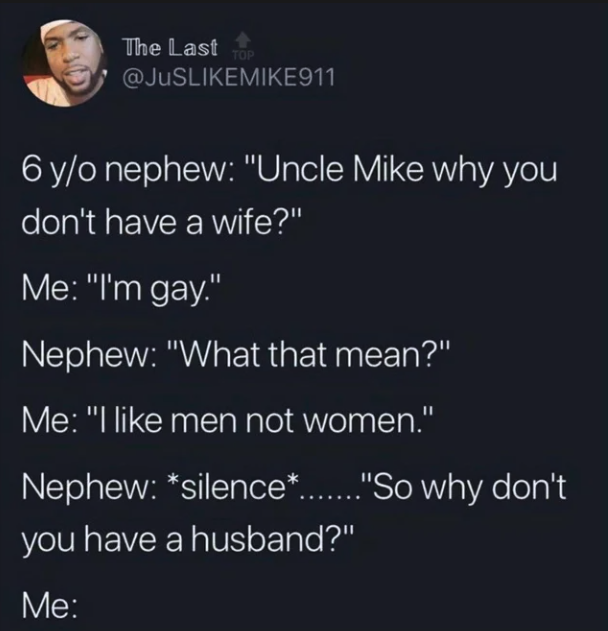 The Last TOP
@JuSLIKEMIKE911
6 y/o nephew: "Uncle Mike why you
don't have a wife?"
Me: "I'm gay."
Nephew: "What that mean?"
Me: "I like men not women."
Nephew: *silence*......."So why don't
you have a husband?"
Me: